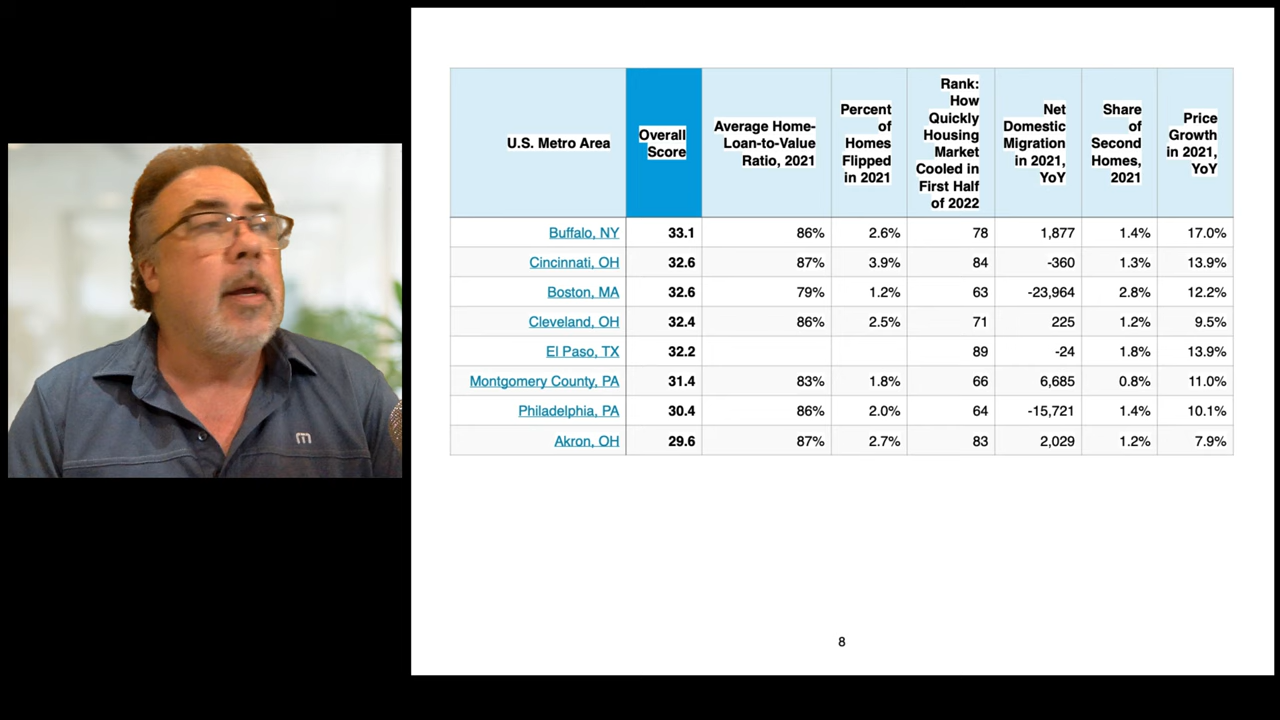 U.S. Metro Area
Overall
Score
Average Home-
Loan-to-Value
Ratio, 2021
Percent
of
Homes
Flipped
in 2021
Rank:
How
Quickly
Housing
Market
Cooled in
First Half
of 2022
Net
Domestic
Migration
in 2021,
YoY
Share
of
Second
Homes,
2021
Price
Growth
in 2021,
YoY
Buffalo, NY 33.1 86% 2.6% 78 1,877 1.4% 17.0%
Cincinnati, OH 32.6 87% 3.9% 84 -360 1.3% 13.9%
Boston, MA 32.6 79% 1.2% 63 -23,964 2.8% 12.2%
Cleveland, OH 32.4 86% 2.5% 71 225 1.2% 9.5%
El Paso, TX 32.2 89 -24 1.8% 13.9%
Montgomery County, PA 31.4 83% 1.8% 66 6,685 0.8% 11.0%
Philadelphia, PA 30.4 86% 2.0% 64 -15,721 1.4% 10.1%
Akron, OH 29.6 87% 2.7% 83 2,029 1.2% 7.9%
8